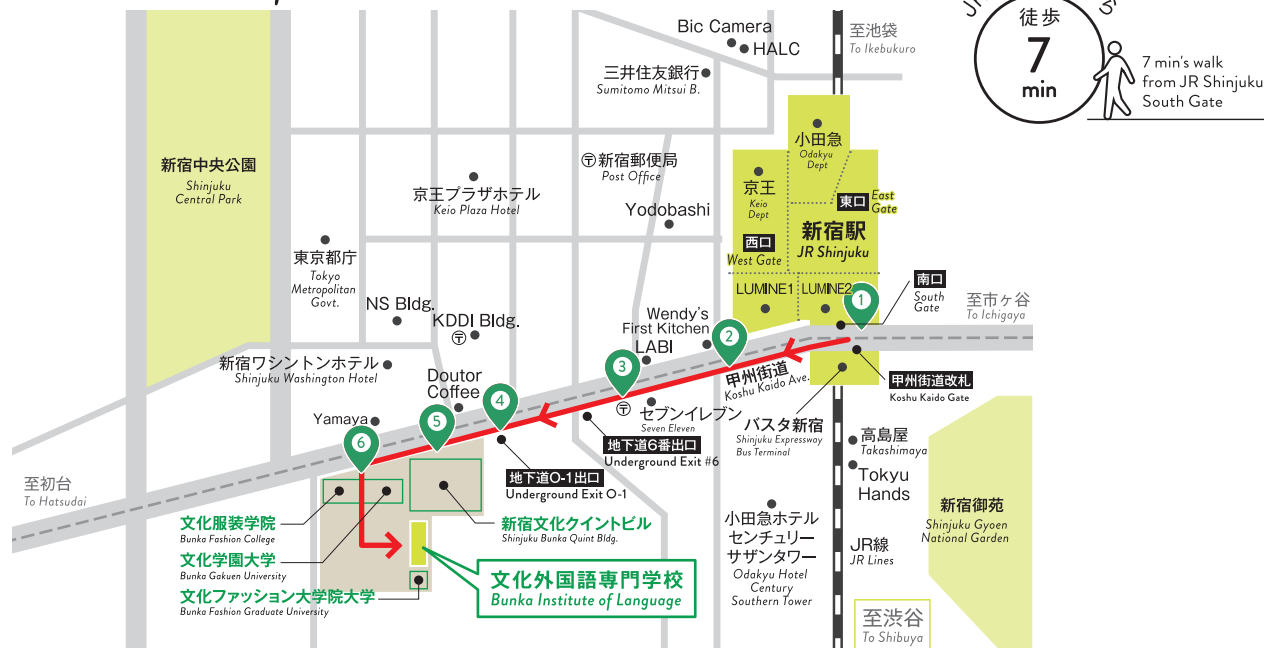 Bic Camera
HALC
三井住友銀行
Sumitomo Mitsui B.
至池袋
To Ikebukuro
JR
ら
徒歩
7
min
7 min's walk
from JR Shinjuku
South Gate
新宿中央公園
Shinjuku
Central Park
京王プラザホテル
Keio Plaza Hotel
〒新宿郵便局
Post Office
Yodobashi
小田急
Odakyu
Dept
京王
Keio
Dept
東口
East
Gate
新宿駅
JR Shinjuku
西口
West Gate
LUMINE1
LUMINE2
1
南口
South
Gate
至市ヶ谷
To Ichigaya
東京都庁
Tokyo
Metropolitan
Govt.
NS Bldg.
KDDI Bldg.
〒
新宿ワシントンホテル
Shinjuku Washington Hotel
Wendy's
First Kitchen
LABI
2
3
甲州街道
Koshu Kaido Ave.
甲州街道改札
Koshu Kaido Gate
Doutor
Coffee
4
5
Yamaya
6
〒
セブンイレブン
Seven Eleven
バスタ新宿
Shinjuku Expressway
Bus Terminal
地下道6番出口
Underground Exit #6
地下道O-1出口
Underground Exit O-1
高島屋
Takashimaya
Tokyu
Hands
至初台
To Hatsudai
新宿御苑
Shinjuku Gyoen
National Garden
文化服装学院
Bunka Fashion College
文化学園大学
Bunka Gakuen University
文化ファッション大学院大学
Bunka Fashion Graduate University
新宿文化クイントビル
Shinjuku Bunka Quint Bldg.
文化外国語専門学校
Bunka Institute of Language
小田急ホテル
センチュリー
サザンタワー
Odakyu Hotel
Century
Southern Tower
JR線
JR Lines
至渋谷
To Shibuya